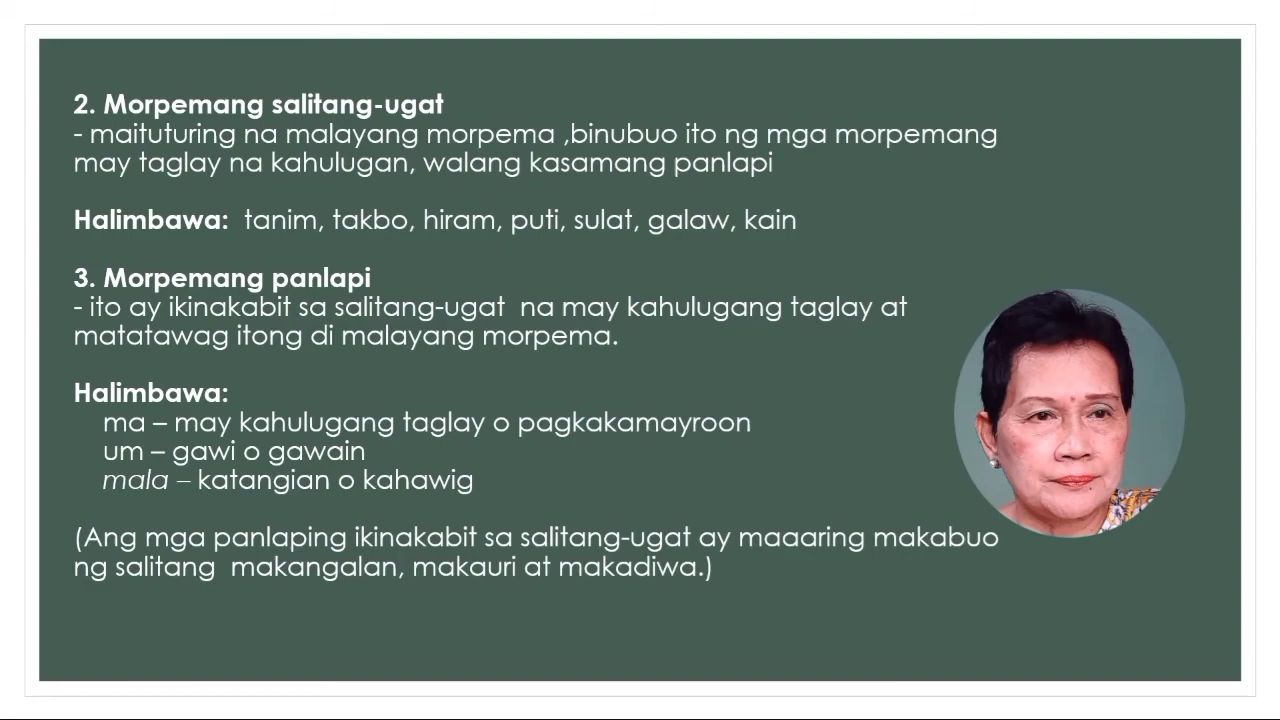 2. Morpemang salitang-ugat
- maituturing na malayang morpema ,binubuo ito ng mga morpemang
may taglay na kahulugan, walang kasamang panlapi
Halimbawa:  tanim, takbo, hiram, puti, sulat, galaw, kain
3. Morpemang panlapi
- ito ay ikinakabit sa salitang-ugat  na may kahulugang taglay at
matatawag itong di malayang morpema.
Halimbawa:
ma – may kahulugang taglay o pagkakamayroon
um – gawi o gawain
mala – katangian o kahawig
(Ang mga panlaping ikinakabit sa salitang-ugat ay maaaring makabuo
ng salitang  makangalan, makauri at makadiwa.)